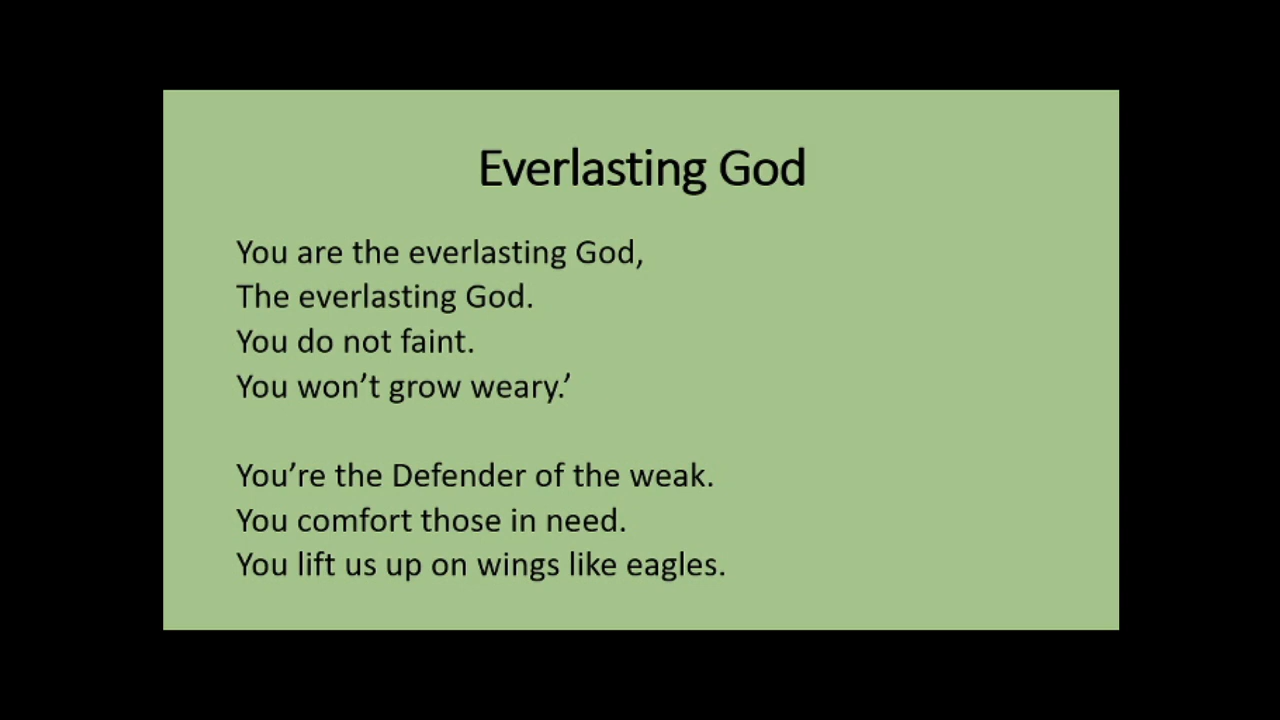 Everlasting God
You are the everlasting God,
The everlasting God.
You do not faint.
You won’t grow weary.’
You’re the Defender of the weak.
You comfort those in need.
You lift us up on wings like eagles.